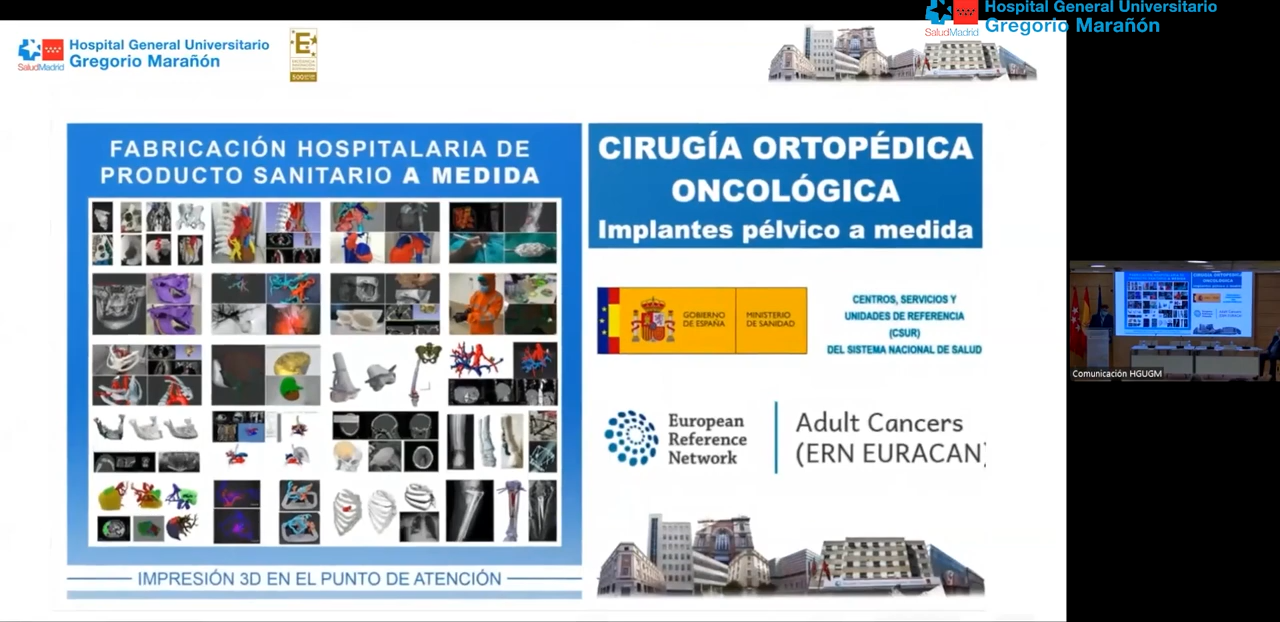 Hospital General Universitario
Gregorio Marañón
SaludMadrid
Hospital General Universitario
Gregorio Marañón
SaludMadrid
E
500
FABRICACIÓN HOSPITALARIA DE
PRODUCTO SANITARIO A MEDIDA
IMPRESIÓN 3D EN EL PUNTO DE ATENCIÓN
CIRUGÍA ORTOPÉDICA
ONCOLÓGICA
Implantes pélvico a medida
GOBIERNO
DE ESPAÑA
MINISTERIO
DE SANIDAD
CENTROS, SERVICIOS Y
UNIDADES DE REFERENCIA
(CSUR)
DEL SISTEMA NACIONAL DE SALUD
European
Reference
Network
Adult Cancers
(ERN EURACAN)
Comunicación HGUGM